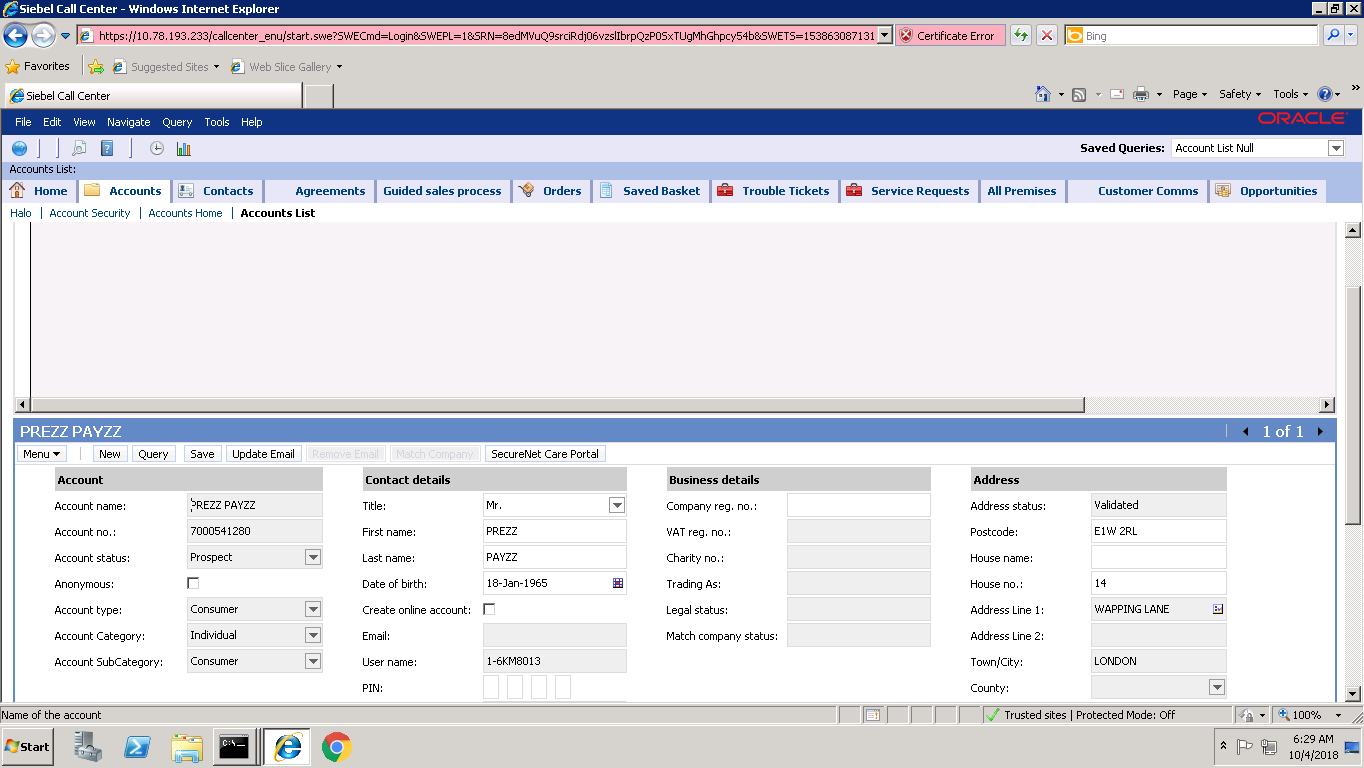 Siebel Call Center - Windows Internet Explorer
https://10.78.193.233/callcenter_enu/start.swe?SWECmd=Login&SWEPL=1&SRN=8edMVuQ9srciRdj06vzslIbrpQzP05xTUgMhGhpcy54b&SWETS=153863087131 Certificate Error Bing
Favorites Suggested Sites Web Slice Gallery
Siebel Call Center Page Safety Tools
File Edit View Navigate Query Tools Help ORACLE
Saved Queries: Account List Null
Accounts List:
Home Accounts Contacts Agreements Guided sales process Orders Saved Basket Trouble Tickets Service Requests All Premises Customer Comms Opportunities
Halo | Account Security | Accounts Home | Accounts List
PREZZ PAYZZ 1 of 1
Menu New Query Save Update Email Remove Email Match Company SecureNet Care Portal
Account Contact details Business details Address
Account name: PREZZ PAYZZ Title: Mr. Company reg. no.: Address status: Validated
Account no.: 7000541280 First name: PREZZ VAT reg. no.: Postcode: E1W 2RL
Account status: Prospect Last name: PAYZZ Charity no.: House name:
Anonymous: Date of birth: 18-Jan-1965 Trading As: House no.: 14
Account type: Consumer Create online account: Legal status: Address Line 1: WAPPING LANE
Account Category: Individual Email: Match company status: Address Line 2:
Account SubCategory: Consumer User name: 1-6KM8013 Town/City: LONDON
PIN: County:
Name of the account Trusted sites | Protected Mode: Off 100%
Start 6:29 AM
10/4/2018